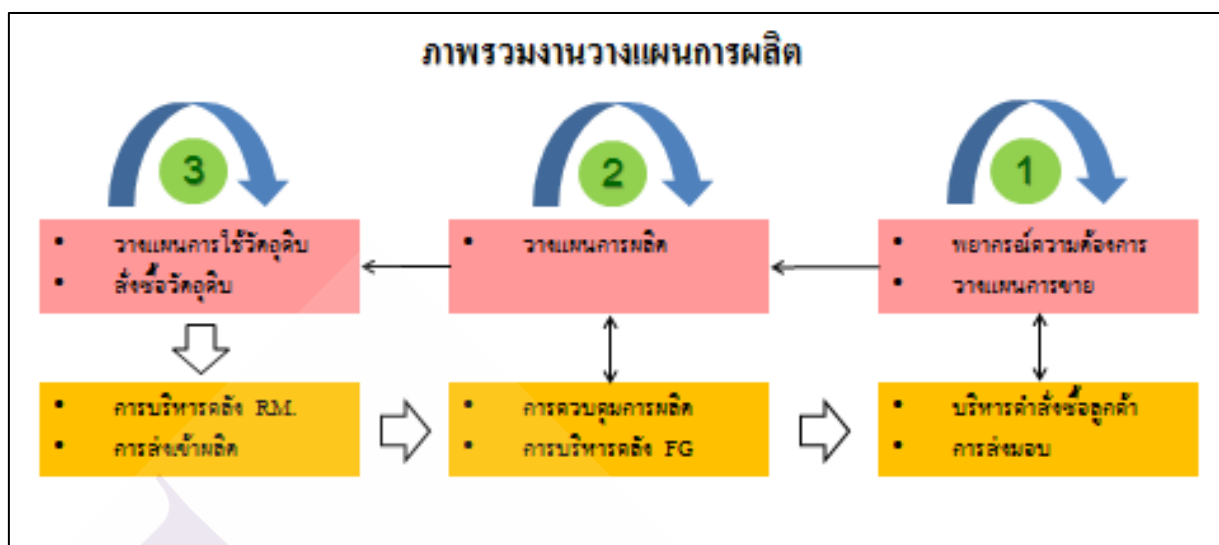 ภาพรวมงานวางแผนการผลิต
3
2
1
• วางแผนการใช้วัตถุดิบ
• สั่งซื้อวัตถุดิบ
• วางแผนการผลิต
• พยากรณ์ความต้องการ
• วางแผนการขาย
• การบริหารคลัง RM.
• การส่งเข้าผลิต
• การควบคุมการผลิต
• การบริหารคลัง FG
• บริหารคำสั่งซื้อลูกค้า
• การส่งมอบ